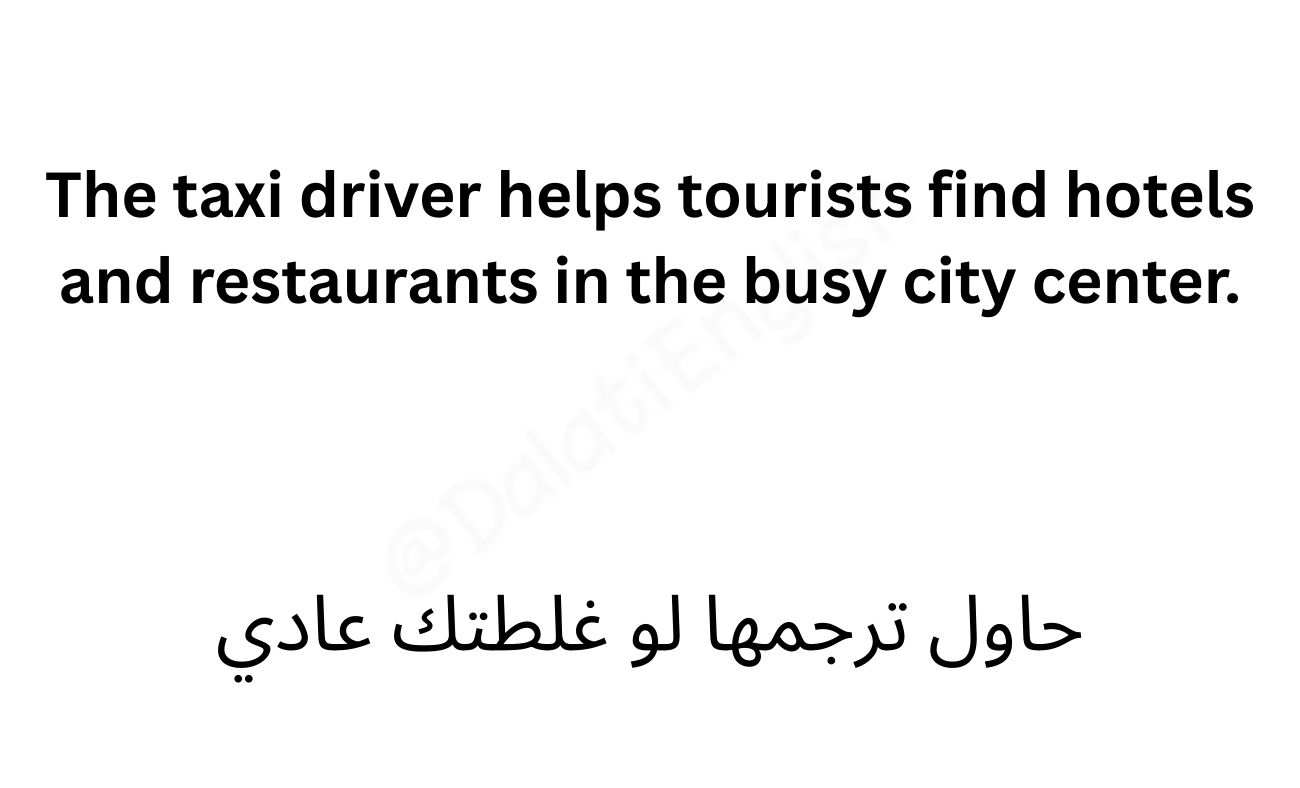 The taxi driver helps tourists find hotels
and restaurants in the busy city center.
@DalatiEnglish
حاول ترجمها لو غلطتك عادي